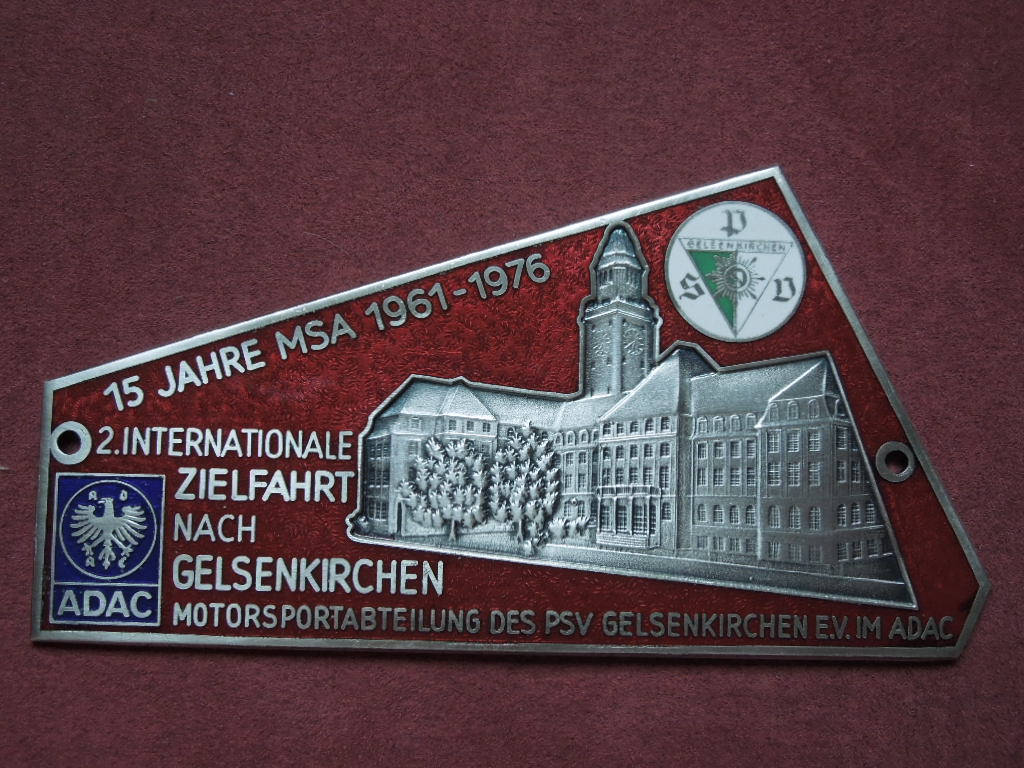 15 JAHRE MSA 1961-1976
2. INTERNATIONALE
ZIELFAHRT
NACH
GELSENKIRCHEN
MOTORSPORTABTEILUNG DES PSV GELSENKIRCHEN E.V. IM ADAC
A D
A C
ADAC
P
GELSENKIRCHEN
S V